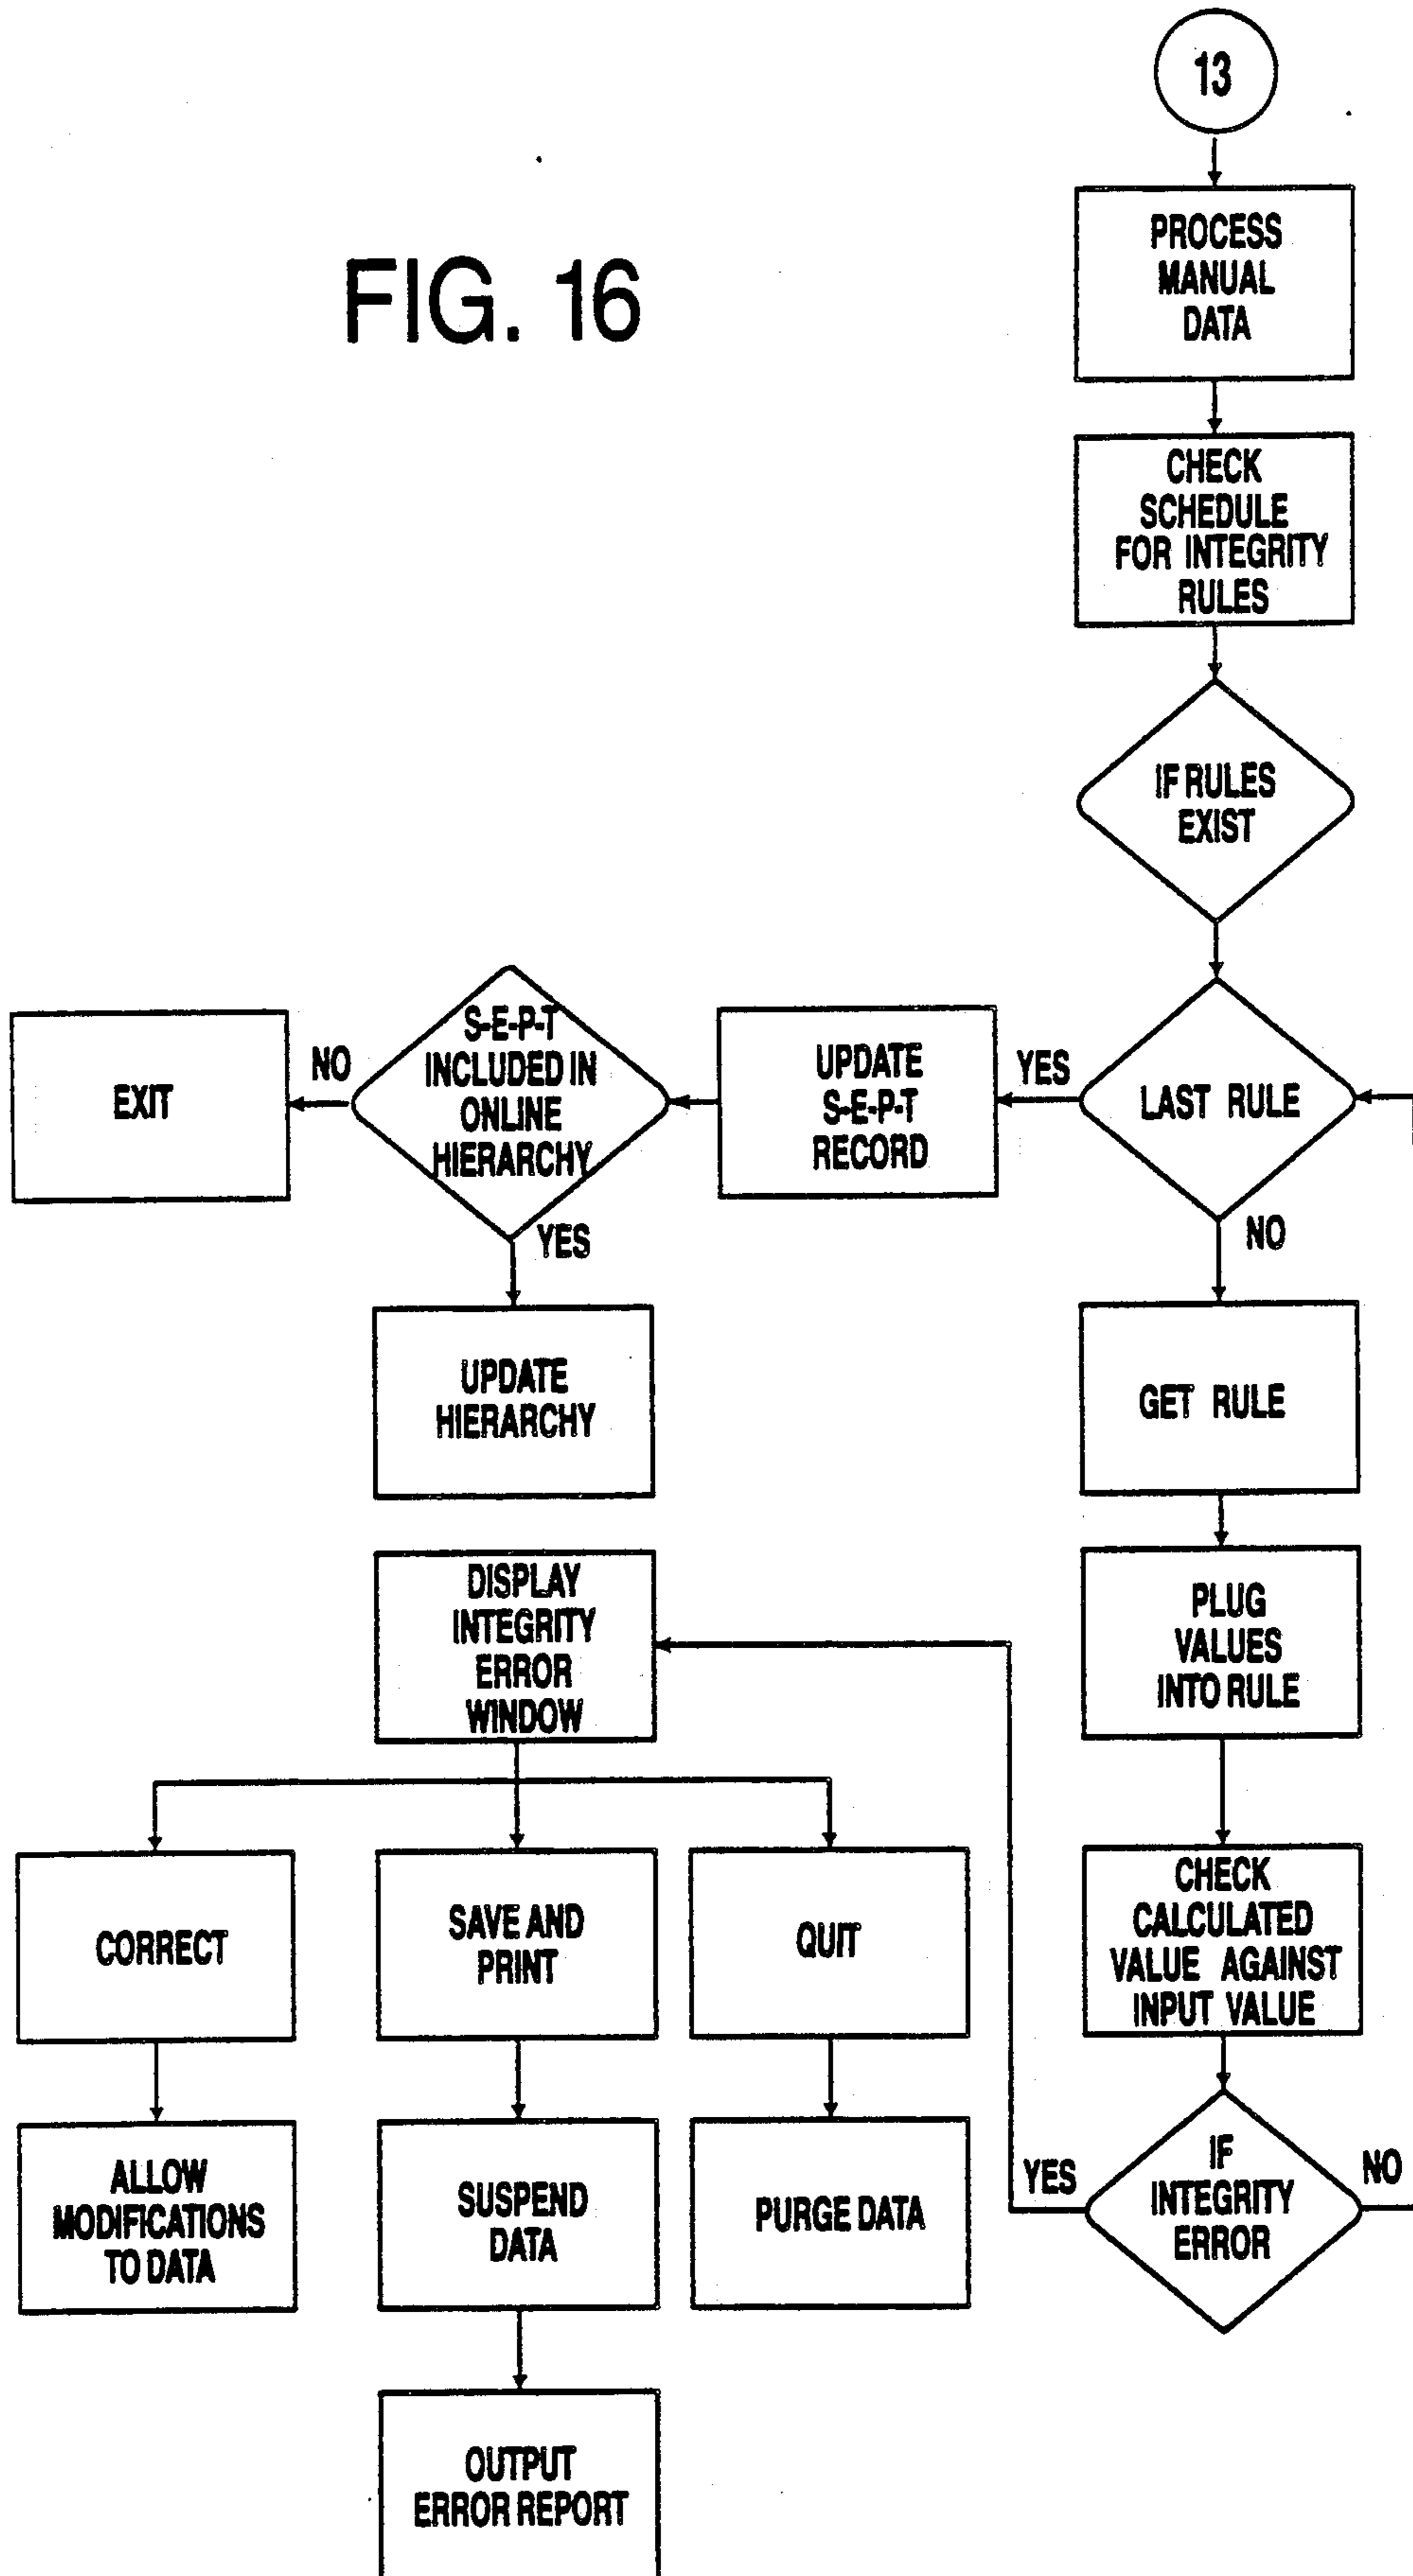 13
FIG. 16
PROCESS
MANUAL
DATA
CHECK
SCHEDULE
FOR INTEGRITY
RULES
IF RULES
EXIST
LAST RULE
YES
NO
UPDATE
S-E-P-T
RECORD
S-E-P-T
INCLUDED IN
ONLINE
HIERARCHY
NO
YES
EXIT
UPDATE
HIERARCHY
GET RULE
PLUG
VALUES
INTO RULE
CHECK
CALCULATED
VALUE AGAINST
INPUT VALUE
IF
INTEGRITY
ERROR
YES
NO
DISPLAY
INTEGRITY
ERROR
WINDOW
CORRECT
SAVE AND
PRINT
QUIT
ALLOW
MODIFICATIONS
TO DATA
SUSPEND
DATA
PURGE DATA
OUTPUT
ERROR REPORT